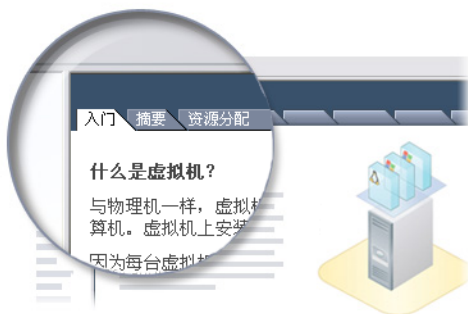 入门 摘要 资源分配
什么是虚拟机？
与物理机一样，虚拟
算机。虚拟机上安
因为每台虚拟